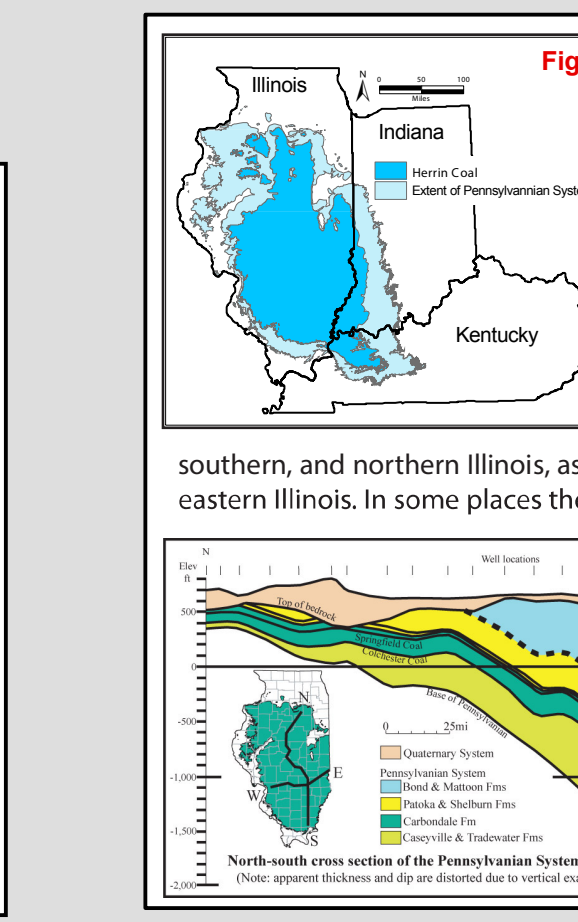 Fig
Illinois
N
0 50 100
Miles
Indiana
Herrin Coal
Extent of Pennsylvannian Syst
Kentucky
southern, and northern Illinois, as
eastern Illinois. In some places the
N
Well locations
Elev
ft
500
0
-500
-1,000
-1,500
-2,000
Top of bedrock
Springfield Coal
Colchester Coal
Base of Pennsylvanian
N
E
W
S
0 25mi
Quaternary System
Pennsylvanian System
Bond & Mattoon Fms
Patoka & Shelburn Fms
Carbondale Fm
Caseyville & Tradewater Fms
North-south cross section of the Pennsylvanian System
(Note: apparent thickness and dip are distorted due to vertical exa